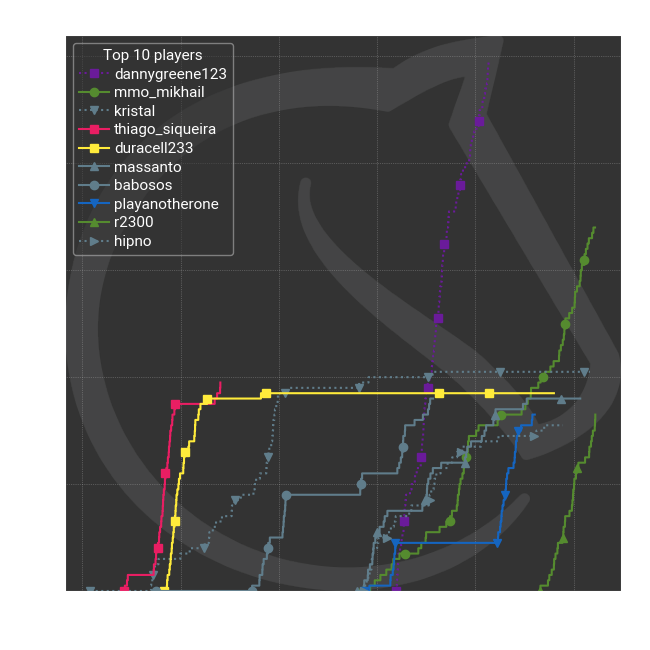 Top 10 players
dannygreene123
mmo_mikhail
kristal
thiago_siqueira
duracell233
massanto
babosos
playanotherone
r2300
hipno